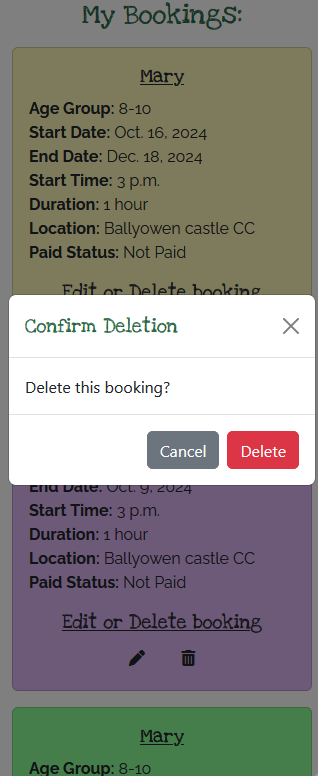 My Bookings:
Mary
Age Group: 8-10
Start Date: Oct. 16, 2024
End Date: Dec. 18, 2024
Start Time: 3 p.m.
Duration: 1 hour
Location: Ballyowen castle CC
Paid Status: Not Paid
Edit or Delete booking
Confirm Deletion
Delete this booking?
Cancel Delete
End Date: Oct. 9, 2024
Start Time: 3 p.m.
Duration: 1 hour
Location: Ballyowen castle CC
Paid Status: Not Paid
Edit or Delete booking
Mary
Age Group: 8-10